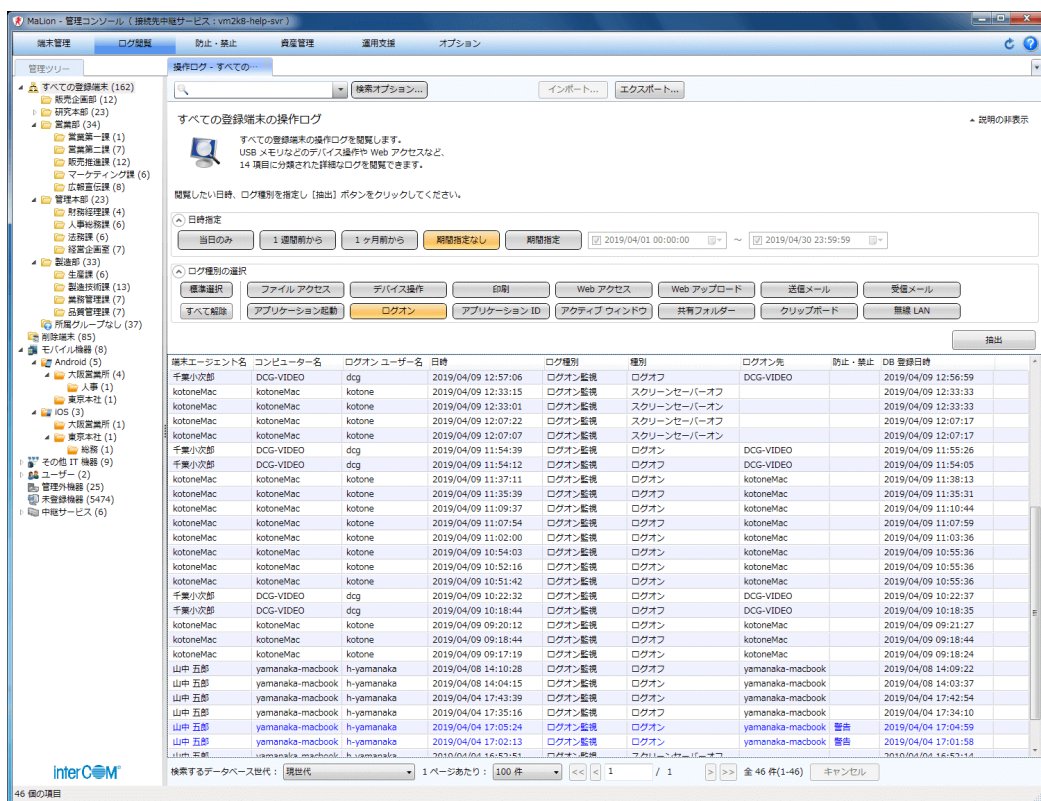 MaLion - 管理コンソール ( 接続先中継サービス : vm2k8-help-svr )
端末管理 ログ閲覧 防止・禁止 資産管理 運用支援 オプション
管理ツリー
操作ログ - すべての…
すべての登録端末 (162)
販売企画部 (12)
研究本部 (23)
営業部 (34)
営業第一課 (1)
営業第二課 (7)
販売推進課 (12)
マーケティング課 (6)
広報宣伝課 (8)
管理本部 (23)
財務経理課 (4)
人事総務課 (6)
法務課 (6)
経営企画室 (7)
製造部 (33)
生産課 (6)
製造技術課 (13)
業務管理課 (7)
品質管理課 (7)
所属グループなし (37)
削除端末 (85)
モバイル機器 (8)
Android (5)
大阪営業所 (4)
人事 (1)
東京本社 (1)
iOS (3)
大阪営業所 (1)
東京本社 (1)
総務 (1)
その他 IT 機器 (9)
ユーザー (2)
管理外機器 (25)
未登録機器 (5474)
中継サービス (6)
interCOM
46 個の項目
検索オプション... インポート... エクスポート...
すべての登録端末の操作ログ
説明の非表示
すべての登録端末の操作ログを閲覧します。
USB メモリなどのデバイス操作や Web アクセスなど、
14 項目に分類された詳細なログを閲覧できます。
閲覧したい日時、ログ種別を指定し [抽出] ボタンをクリックしてください。
日時指定
当日のみ 1 週間前から 1 ヶ月前から 期間指定なし 期間指定 2019/04/01 00:00:00 ～ 2019/04/30 23:59:59
ログ種別の選択
標準選択 ファイル アクセス デバイス操作 印刷 Web アクセス Web アップロード 送信メール 受信メール
すべて解除 アプリケーション起動 ログオン アプリケーション ID アクティブ ウィンドウ 共有フォルダー クリップボード 無線 LAN
抽出
端末エージェント名 コンピューター名 ログオン ユーザー名 日時 ログ種別 種別 ログオン先 防止・禁止 DB 登録日時
千葉小次郎 DCG-VIDEO dcg 2019/04/09 12:57:06 ログオン監視 ログオフ DCG-VIDEO 2019/04/09 12:56:59
kotoneMac kotoneMac kotone 2019/04/09 12:33:15 ログオン監視 スクリーンセーバーオフ 2019/04/09 12:33:33
kotoneMac kotoneMac kotone 2019/04/09 12:33:01 ログオン監視 スクリーンセーバーオン 2019/04/09 12:33:33
kotoneMac kotoneMac kotone 2019/04/09 12:07:22 ログオン監視 スクリーンセーバーオフ 2019/04/09 12:07:17
kotoneMac kotoneMac kotone 2019/04/09 12:07:07 ログオン監視 スクリーンセーバーオン 2019/04/09 12:07:17
千葉小次郎 DCG-VIDEO dcg 2019/04/09 11:54:39 ログオン監視 ログオン DCG-VIDEO 2019/04/09 11:55:26
千葉小次郎 DCG-VIDEO dcg 2019/04/09 11:54:12 ログオン監視 ログオフ DCG-VIDEO 2019/04/09 11:54:05
kotoneMac kotoneMac kotone 2019/04/09 11:37:11 ログオン監視 ログオン kotoneMac 2019/04/09 11:38:13
kotoneMac kotoneMac kotone 2019/04/09 11:35:39 ログオン監視 ログオフ kotoneMac 2019/04/09 11:35:31
kotoneMac kotoneMac kotone 2019/04/09 11:09:37 ログオン監視 ログオン kotoneMac 2019/04/09 11:10:44
kotoneMac kotoneMac kotone 2019/04/09 11:07:54 ログオン監視 ログオフ kotoneMac 2019/04/09 11:07:59
kotoneMac kotoneMac kotone 2019/04/09 11:02:00 ログオン監視 ログオン kotoneMac 2019/04/09 11:03:36
kotoneMac kotoneMac kotone 2019/04/09 10:54:03 ログオン監視 ログオフ kotoneMac 2019/04/09 10:55:36
kotoneMac kotoneMac kotone 2019/04/09 10:52:16 ログオン監視 ログオン kotoneMac 2019/04/09 10:55:36
kotoneMac kotoneMac kotone 2019/04/09 10:51:42 ログオン監視 ログオフ kotoneMac 2019/04/09 10:55:36
千葉小次郎 DCG-VIDEO dcg 2019/04/09 10:22:32 ログオン監視 ログオン DCG-VIDEO 2019/04/09 10:22:37
千葉小次郎 DCG-VIDEO dcg 2019/04/09 10:18:44 ログオン監視 ログオフ DCG-VIDEO 2019/04/09 10:18:35
kotoneMac kotoneMac kotone 2019/04/09 09:20:12 ログオン監視 ログオン kotoneMac 2019/04/09 09:21:27
kotoneMac kotoneMac kotone 2019/04/09 09:18:44 ログオン監視 ログオフ kotoneMac 2019/04/09 09:18:44
kotoneMac kotoneMac kotone 2019/04/09 09:17:19 ログオン監視 ログオン kotoneMac 2019/04/09 09:18:24
山中 五郎 yamanaka-macbook h-yamanaka 2019/04/08 14:10:28 ログオン監視 ログオフ yamanaka-macbook 2019/04/08 14:09:22
山中 五郎 yamanaka-macbook h-yamanaka 2019/04/08 14:04:15 ログオン監視 ログオン yamanaka-macbook 2019/04/08 14:03:37
山中 五郎 yamanaka-macbook h-yamanaka 2019/04/04 17:43:39 ログオン監視 ログオン yamanaka-macbook 2019/04/04 17:42:54
山中 五郎 yamanaka-macbook h-yamanaka 2019/04/04 17:35:16 ログオン監視 ログオフ yamanaka-macbook 2019/04/04 17:34:10
山中 五郎 yamanaka-macbook h-yamanaka 2019/04/04 17:05:24 ログオン監視 ログオン yamanaka-macbook 警告 2019/04/04 17:04:59
山中 五郎 yamanaka-macbook h-yamanaka 2019/04/04 17:02:13 ログオン監視 ログオン yamanaka-macbook 警告 2019/04/04 17:01:58
検索するデータベース世代 : 現世代 1 ページあたり : 100 件 << < 1 / 1 > >> 全 46 件(1-46) キャンセル